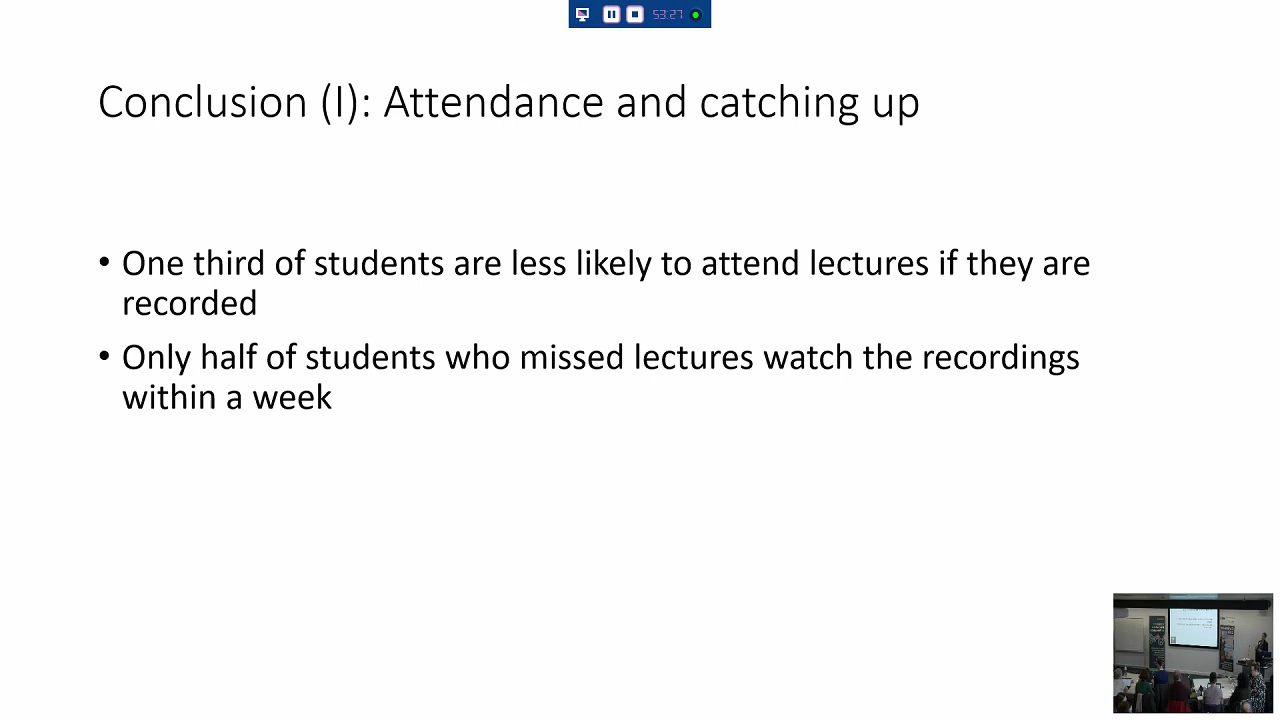 53:27
Conclusion (I): Attendance and catching up
• One third of students are less likely to attend lectures if they are
recorded
• Only half of students who missed lectures watch the recordings
within a week